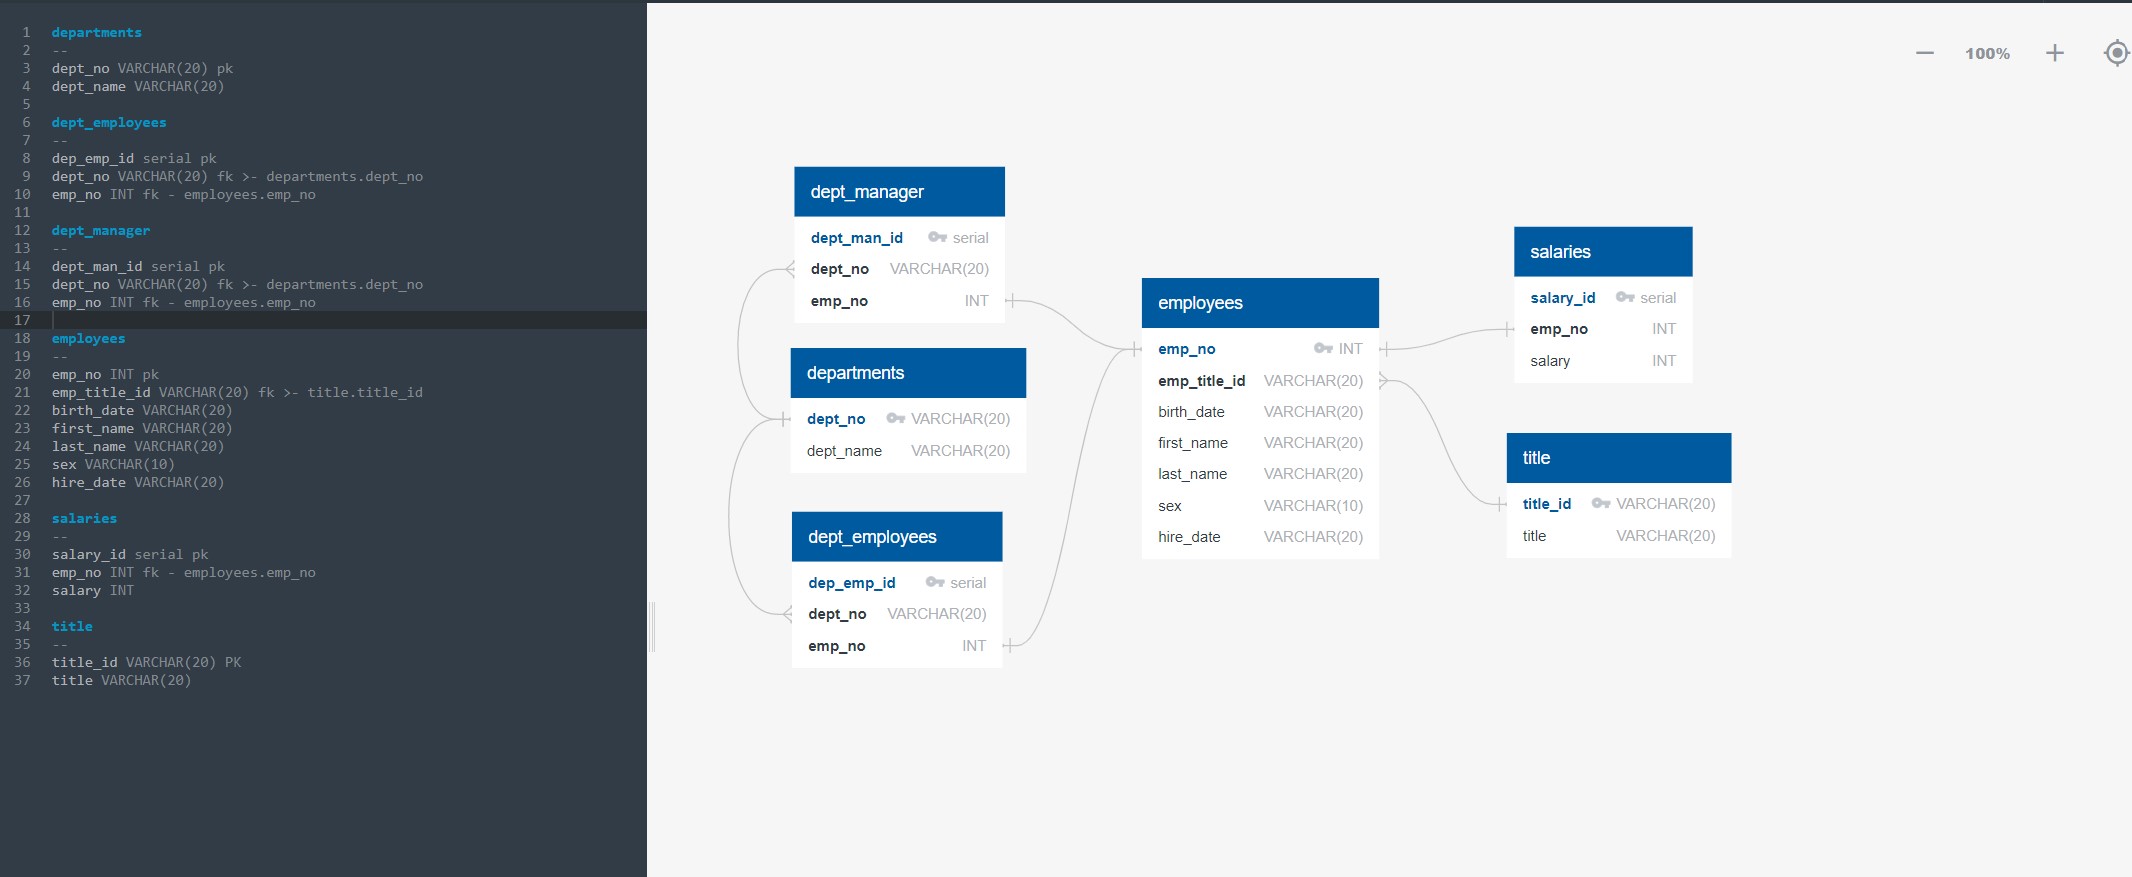 1 departments
2 --
3 dept_no VARCHAR(20) pk
4 dept_name VARCHAR(20)
5
6 dept_employees
7 --
8 dep_emp_id serial pk
9 dept_no VARCHAR(20) fk >- departments.dept_no
10 emp_no INT fk - employees.emp_no
11
12 dept_manager
13 --
14 dept_man_id serial pk
15 dept_no VARCHAR(20) fk >- departments.dept_no
16 emp_no INT fk - employees.emp_no
17
18 employees
19 --
20 emp_no INT pk
21 emp_title_id VARCHAR(20) fk >- title.title_id
22 birth_date VARCHAR(20)
23 first_name VARCHAR(20)
24 last_name VARCHAR(20)
25 sex VARCHAR(10)
26 hire_date VARCHAR(20)
27
28 salaries
29 --
30 salary_id serial pk
31 emp_no INT fk - employees.emp_no
32 salary INT
33
34 title
35 --
36 title_id VARCHAR(20) PK
37 title VARCHAR(20)
100%
dept_manager
dept_man_id serial
dept_no VARCHAR(20)
emp_no INT
departments
dept_no VARCHAR(20)
dept_name VARCHAR(20)
dept_employees
dep_emp_id serial
dept_no VARCHAR(20)
emp_no INT
employees
emp_no INT
emp_title_id VARCHAR(20)
birth_date VARCHAR(20)
first_name VARCHAR(20)
last_name VARCHAR(20)
sex VARCHAR(10)
hire_date VARCHAR(20)
salaries
salary_id serial
emp_no INT
salary INT
title
title_id VARCHAR(20)
title VARCHAR(20)